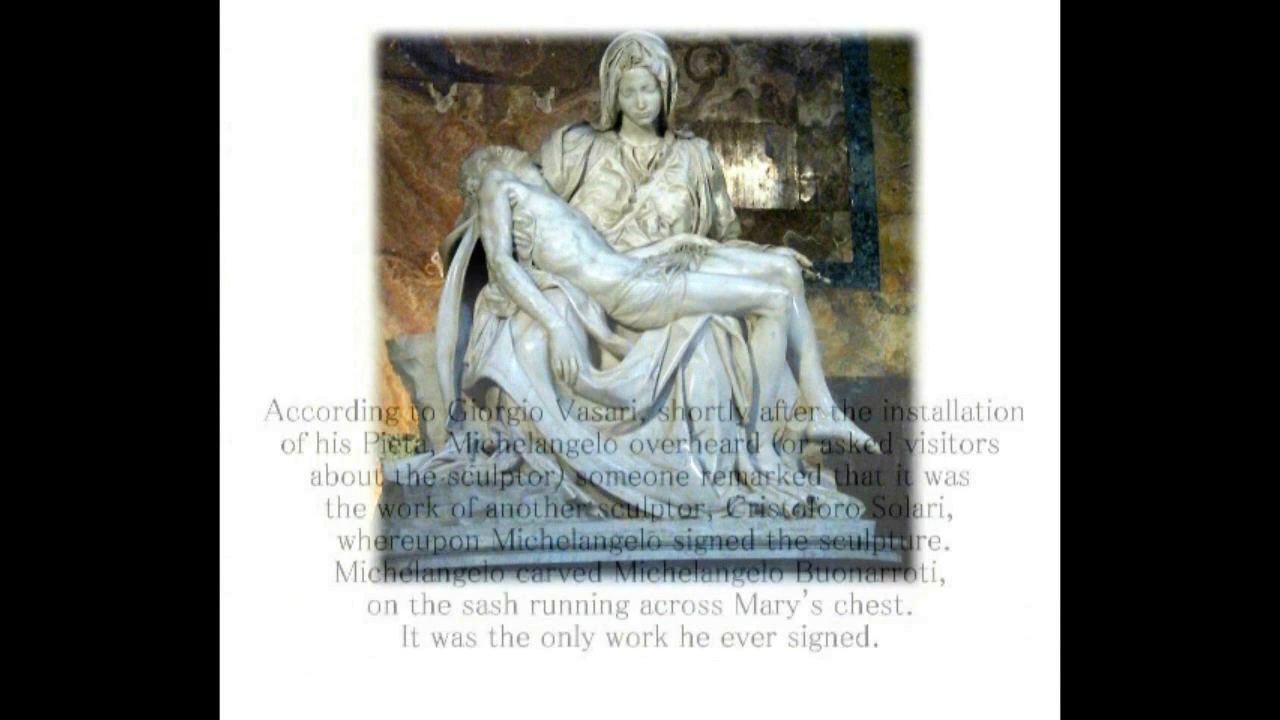 According to Giorgio Vasari, shortly after the installation
of his Pieta, Michelangelo overheard (or asked visitors
about the sculptor) someone remarked that it was
the work of another sculptor, Cristoforo Solari,
whereupon Michelangelo signed the sculpture.
Michelangelo carved Michelangelo Buonarroti,
on the sash running across Mary's chest.
It was the only work he ever signed.